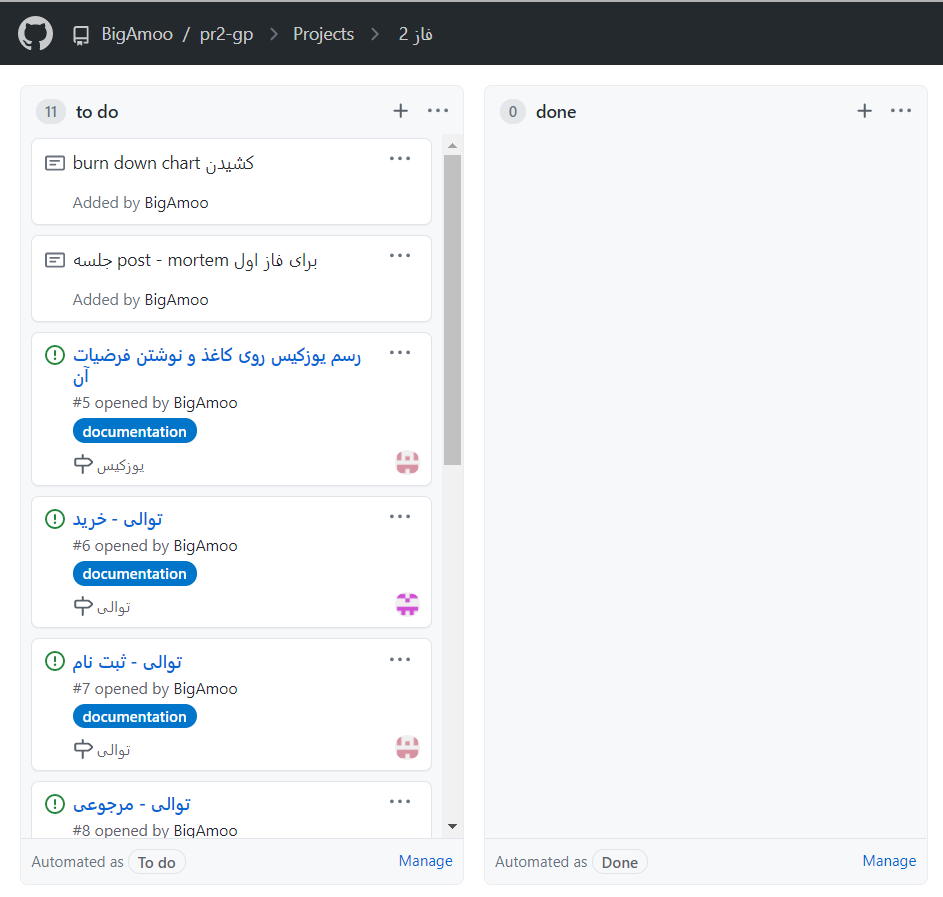 BigAmoo / pr2-gp > Projects > فاز 2
11 to do
کشیدن burn down chart
Added by BigAmoo
جلسه post - mortem برای فاز اول
Added by BigAmoo
رسم یوزکیس روی کاغذ و نوشتن فرضیات
آن
#5 opened by BigAmoo
documentation
یوزکیس
توالی - خرید
#6 opened by BigAmoo
documentation
توالی
توالی - ثبت نام
#7 opened by BigAmoo
documentation
توالی
توالی - مرجوعی
#8 opened by BigAmoo
Automated as To do
Manage
0 done
Automated as Done
Manage